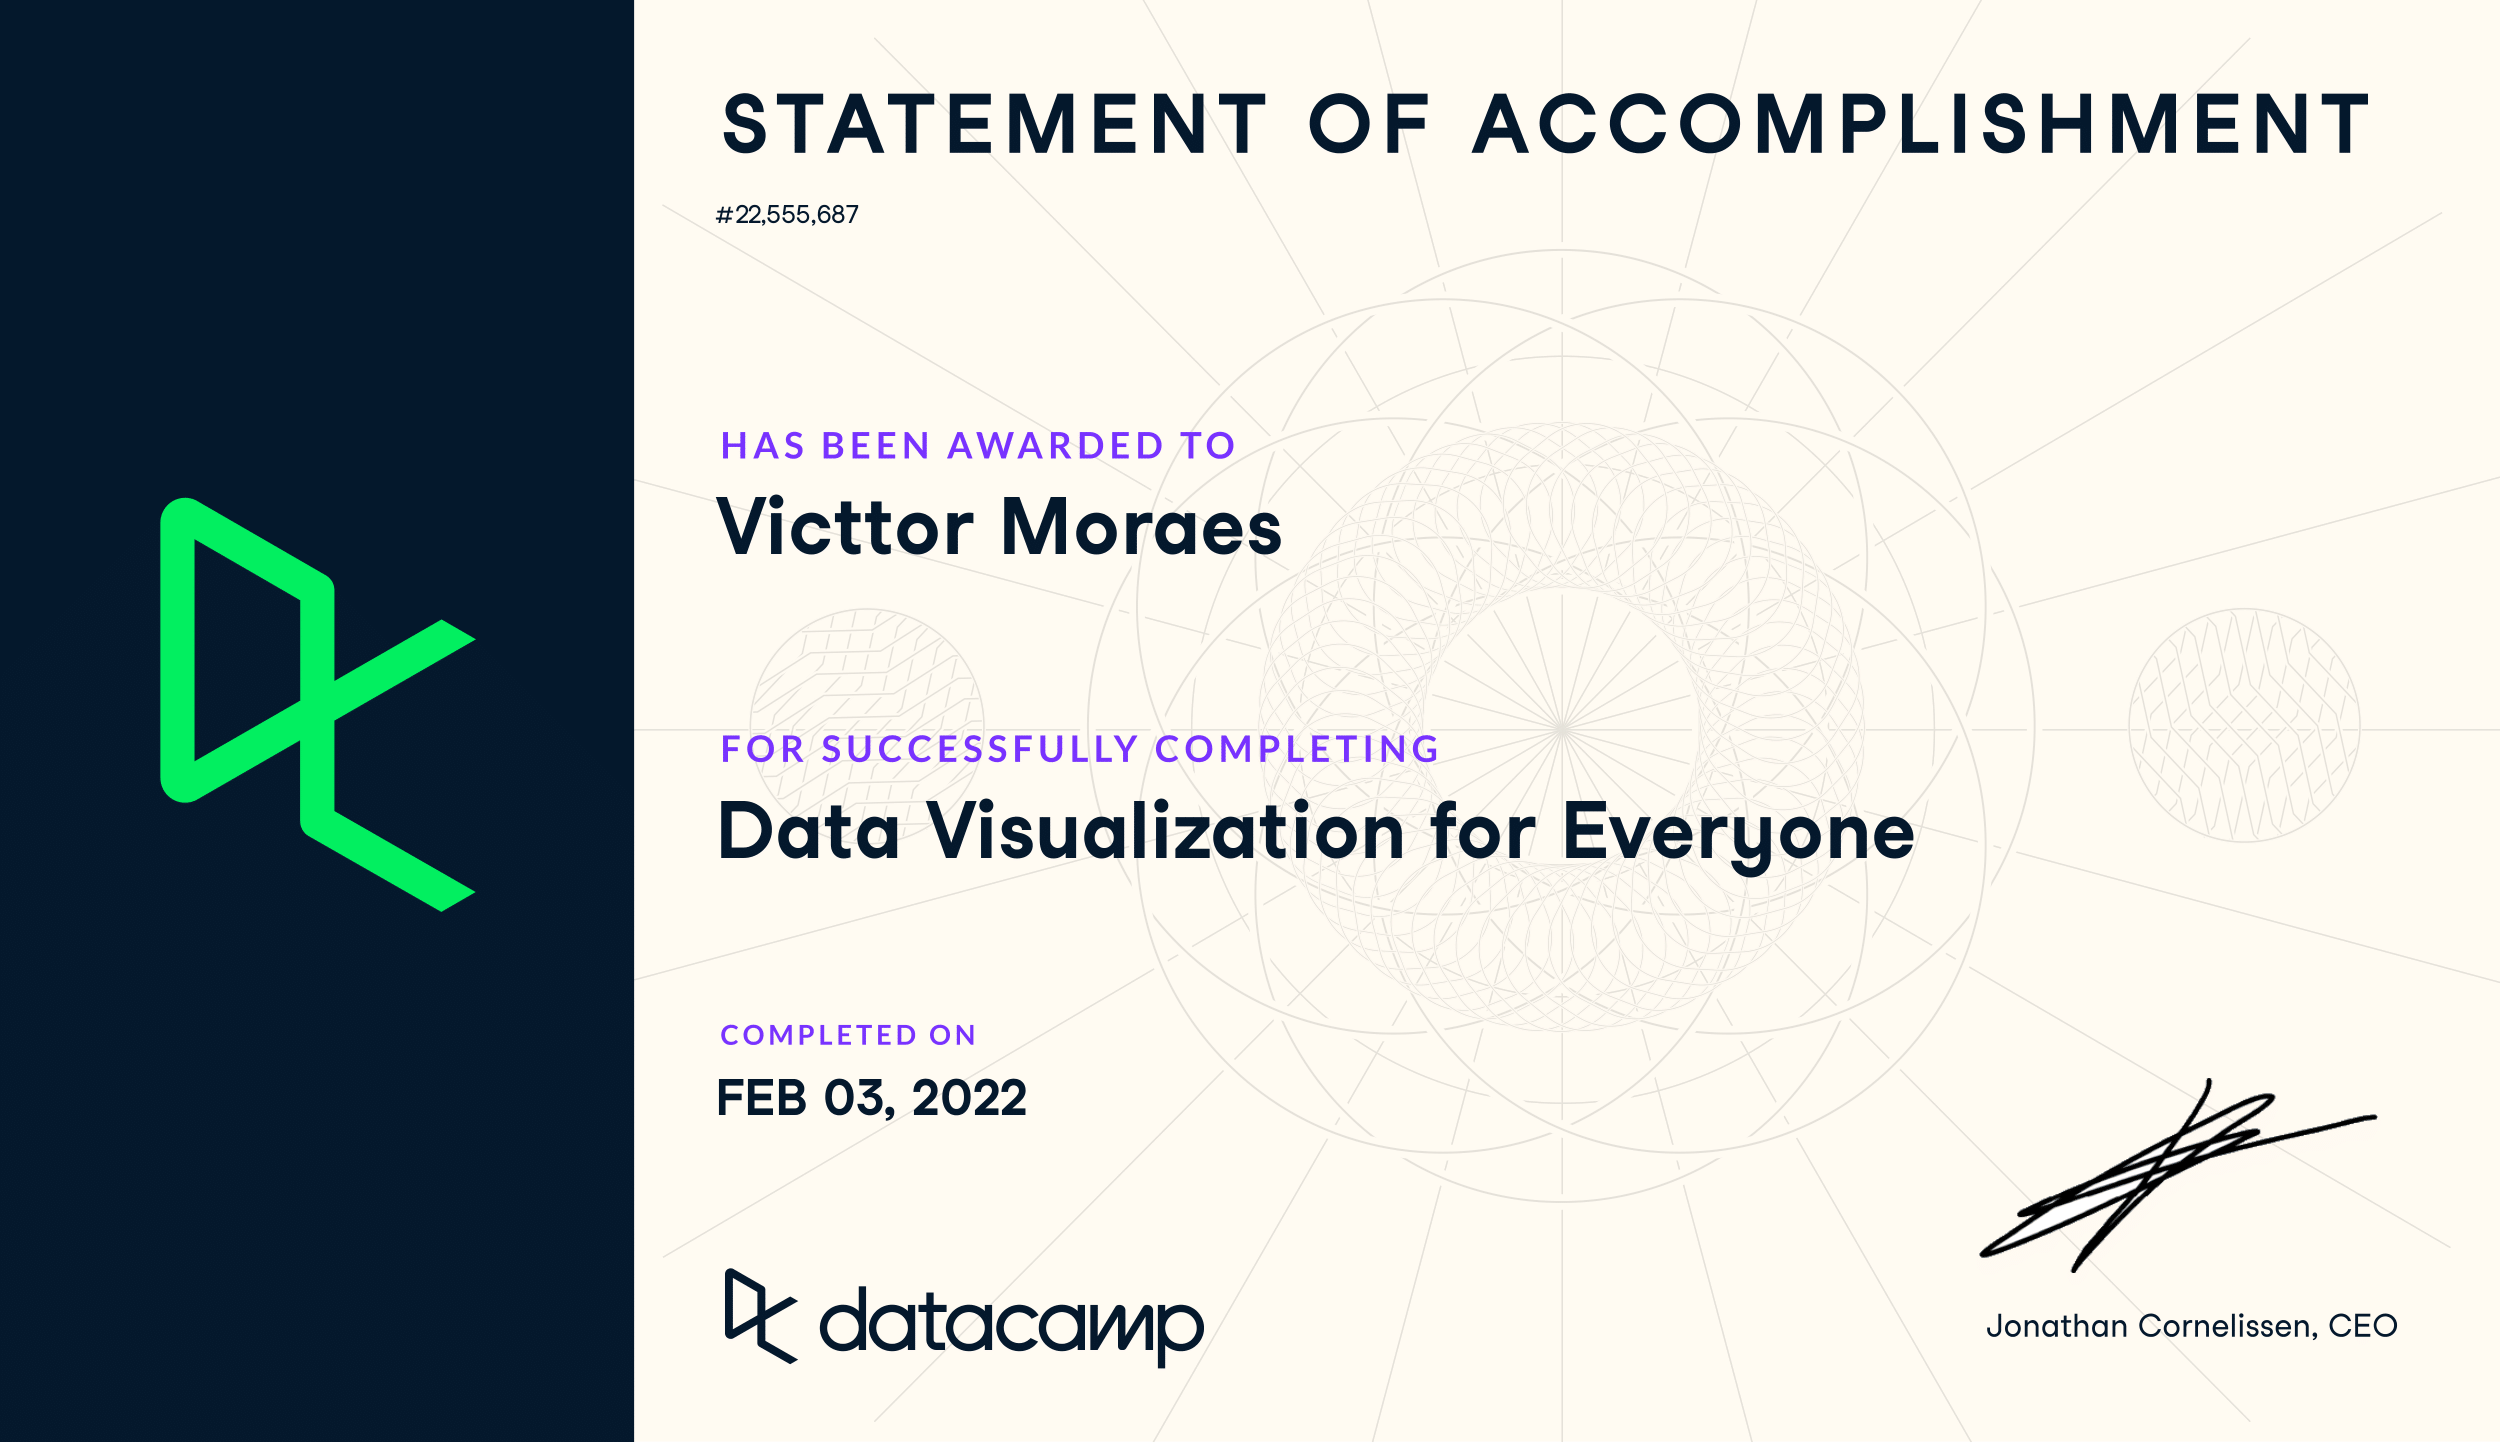 STATEMENT OF ACCOMPLISHMENT
#22,555,687
HAS BEEN AWARDED TO
Victtor Moraes
FOR SUCCESSFULLY COMPLETING
Data Visualization for Everyone
COMPLETED ON
FEB 03, 2022
datacamp
Jonathan Cornelissen, CEO